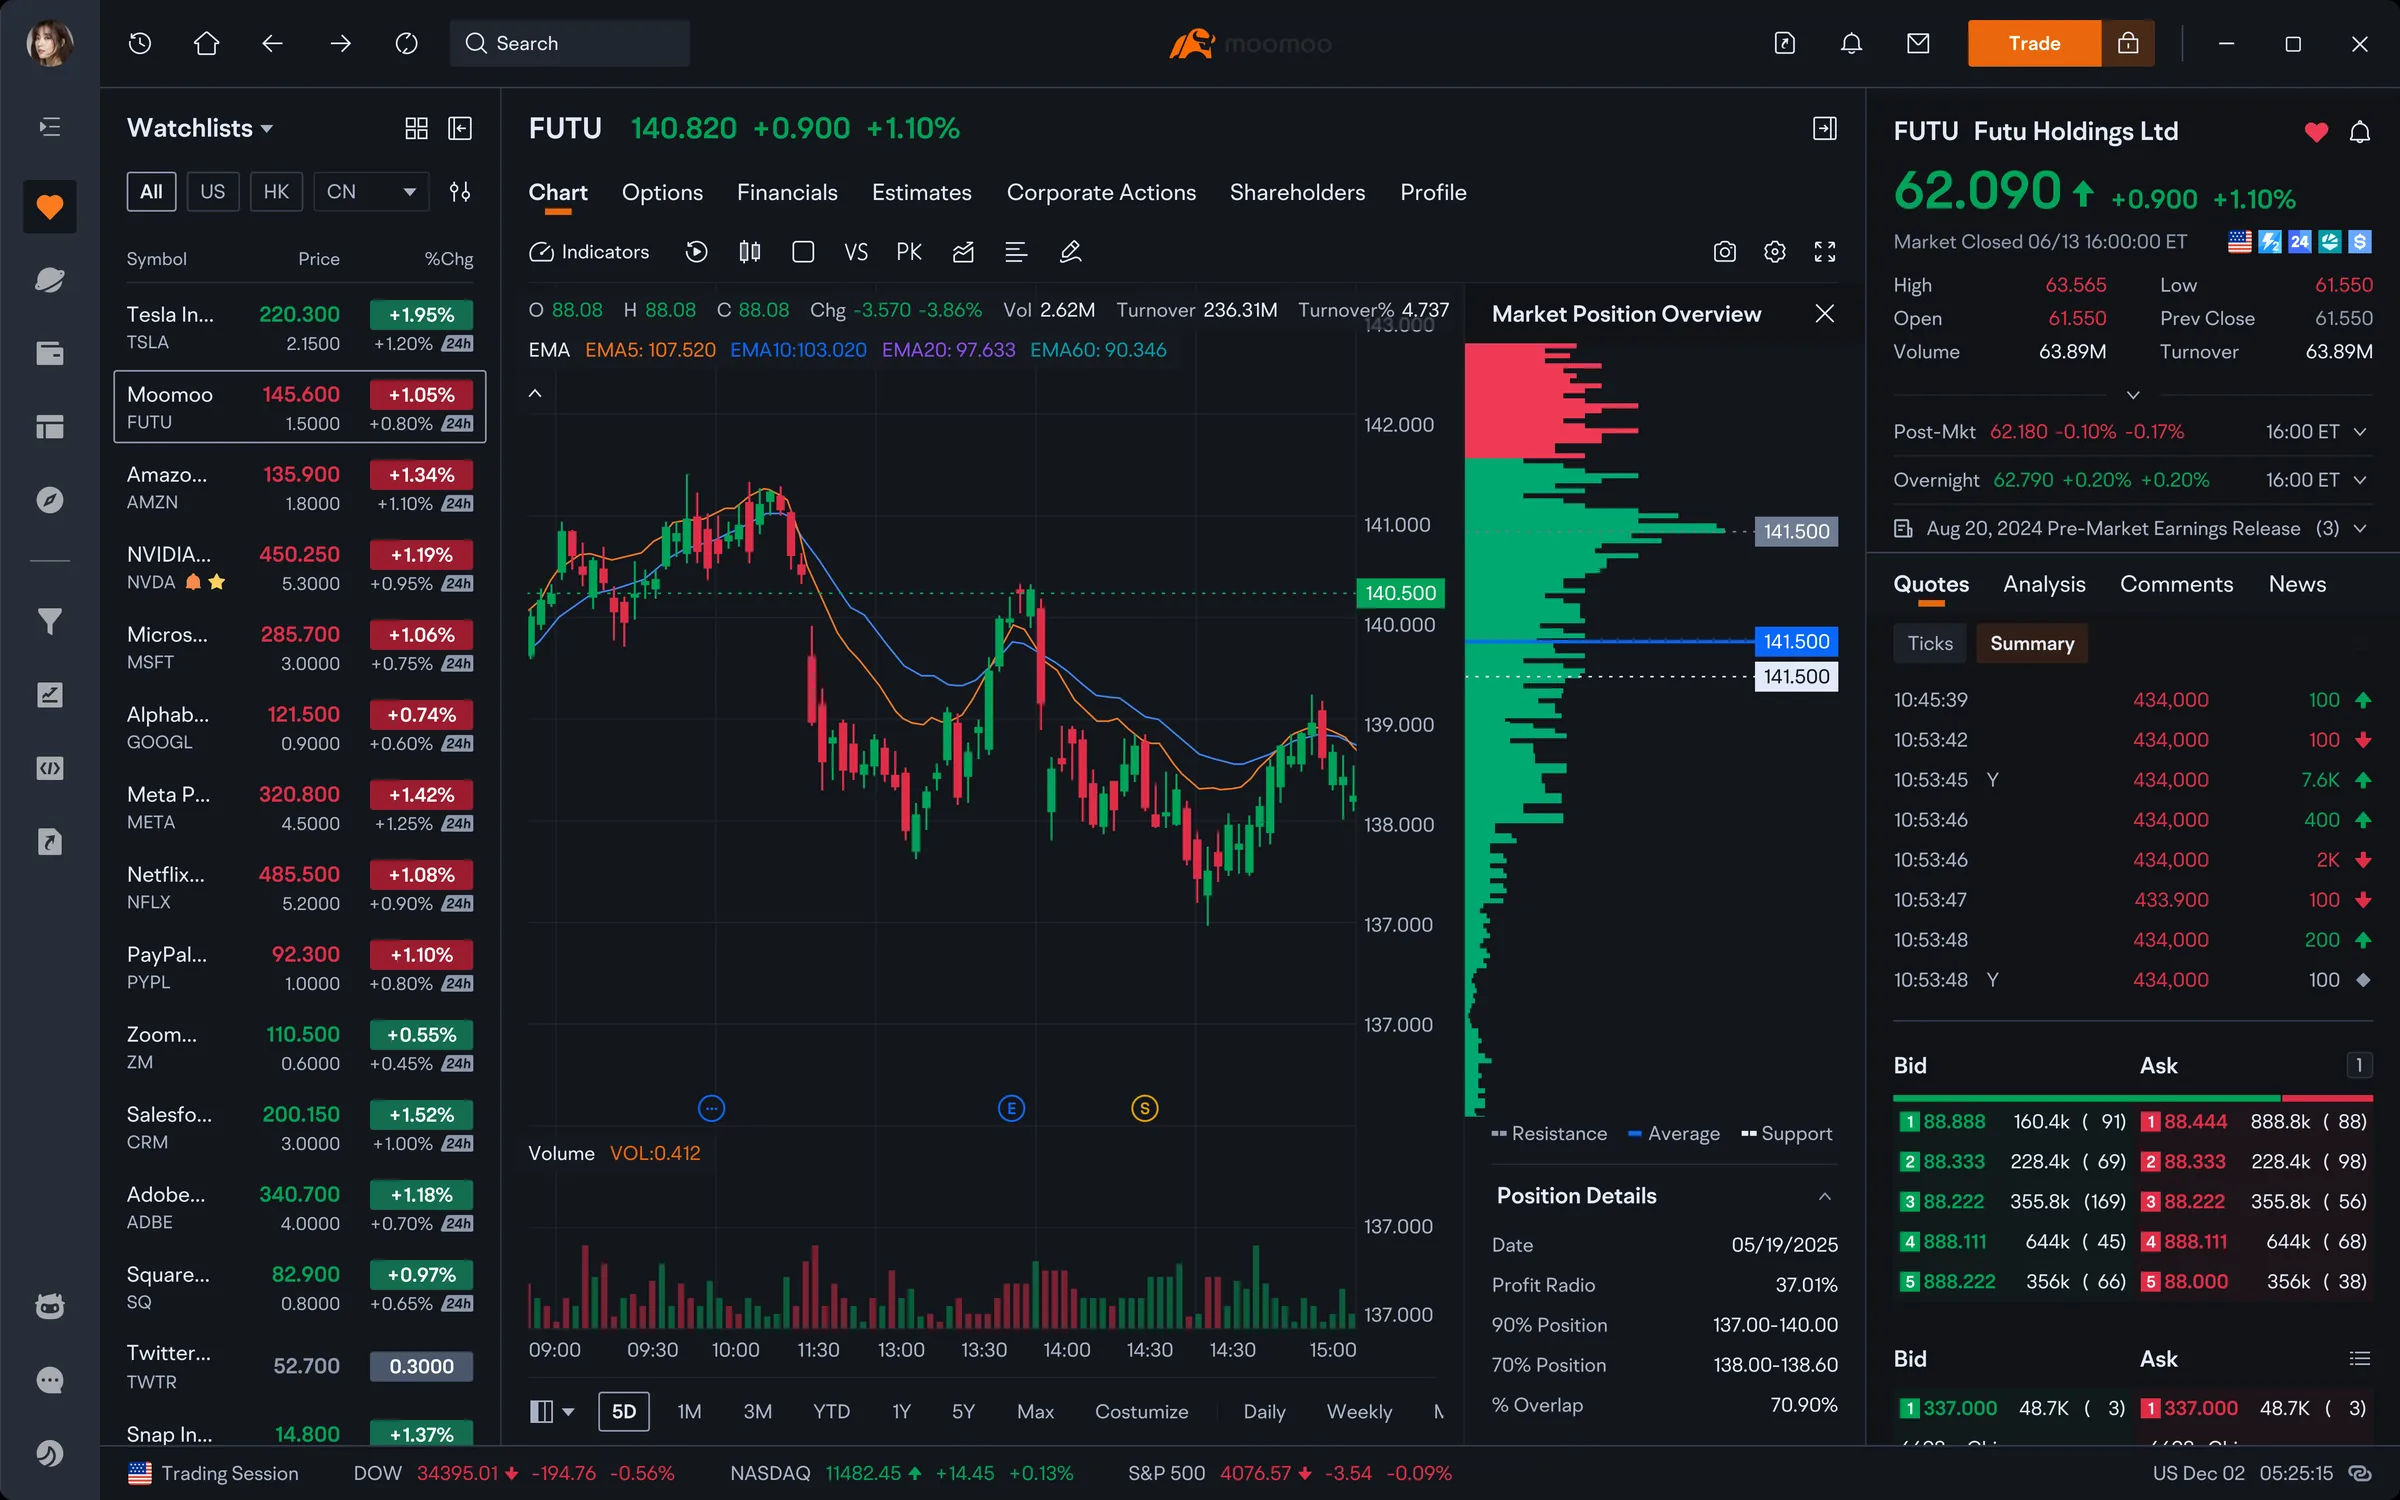 Search
moomoo
Trade
Watchlists
All US HK CN
Symbol Price %Chg
Tesla In... 220.300 +1.95%
TSLA 2.1500 +1.20% 24h
Moomoo 145.600 +1.05%
FUTU 1.5000 +0.80% 24h
Amazo... 135.900 +1.34%
AMZN 1.8000 +1.10% 24h
NVIDIA... 450.250 +1.19%
NVDA 5.3000 +0.95% 24h
Micros... 285.700 +1.06%
MSFT 3.0000 +0.75% 24h
Alphab... 121.500 +0.74%
GOOGL 0.9000 +0.60% 24h
Meta P... 320.800 +1.42%
META 4.5000 +1.25% 24h
Netflix... 485.500 +1.08%
NFLX 5.2000 +0.90% 24h
PayPal... 92.300 +1.10%
PYPL 1.0000 +0.80% 24h
Zoom... 110.500 +0.55%
ZM 0.6000 +0.45% 24h
Salesfo... 200.150 +1.52%
CRM 3.0000 +1.00% 24h
Adobe... 340.700 +1.18%
ADBE 4.0000 +0.70% 24h
Square... 82.900 +0.97%
SQ 0.8000 +0.65% 24h
Twitter... 52.700 0.3000
TWTR
Snap In... 14.800 +1.37%
FUTU 140.820 +0.900 +1.10%
Chart Options Financials Estimates Corporate Actions Shareholders Profile
Indicators VS PK
O 88.08 H 88.08 C 88.08 Chg -3.570 -3.86% Vol 2.62M Turnover 236.31M Turnover% 4.737
EMA EMA5: 107.520 EMA10:103.020 EMA20: 97.633 EMA60: 90.346
143.000
142.000
141.000
140.500
140.000
139.000
138.000
137.000
137.000
E S
Volume VOL:0.412
137.000
137.000
09:00 09:30 10:00 11:30 13:00 13:30 14:00 14:30 14:30 15:00
5D 1M 3M YTD 1Y 5Y Max Costumize Daily Weekly
Market Position Overview
141.500
141.500
141.500
Resistance Average Support
Position Details
Date 05/19/2025
Profit Radio 37.01%
90% Position 137.00-140.00
70% Position 138.00-138.60
% Overlap 70.90%
FUTU Futu Holdings Ltd
62.090 +0.900 +1.10%
Market Closed 06/13 16:00:00 ET 24 $
High 63.565 Low 61.550
Open 61.550 Prev Close 61.550
Volume 63.89M Turnover 63.89M
Post-Mkt 62.180 -0.10% -0.17% 16:00 ET
Overnight 62.790 +0.20% +0.20% 16:00 ET
Aug 20, 2024 Pre-Market Earnings Release (3)
Quotes Analysis Comments News
Ticks Summary
10:45:39 434,000 100
10:53:42 434,000 100
10:53:45 Y 434,000 7.6K
10:53:46 434,000 400
10:53:46 434,000 2K
10:53:47 433.900 100
10:53:48 434,000 200
10:53:48 Y 434,000 100
Bid Ask 1
1 88.888 160.4k ( 91) 1 88.444 888.8k ( 88)
2 88.333 228.4k ( 69) 2 88.333 228.4k ( 98)
3 88.222 355.8k (169) 3 88.222 355.8k ( 56)
4 888.111 644k ( 45) 4 888.111 644k ( 68)
5 888.222 356k ( 66) 5 88.000 356k ( 38)
Bid Ask
1 337.000 48.7K ( 3) 1 337.000 48.7K ( 3)
Trading Session DOW 34395.01 -194.76 -0.56% NASDAQ 11482.45 +14.45 +0.13% S&P 500 4076.57 -3.54 -0.09% US Dec 02 05:25:15